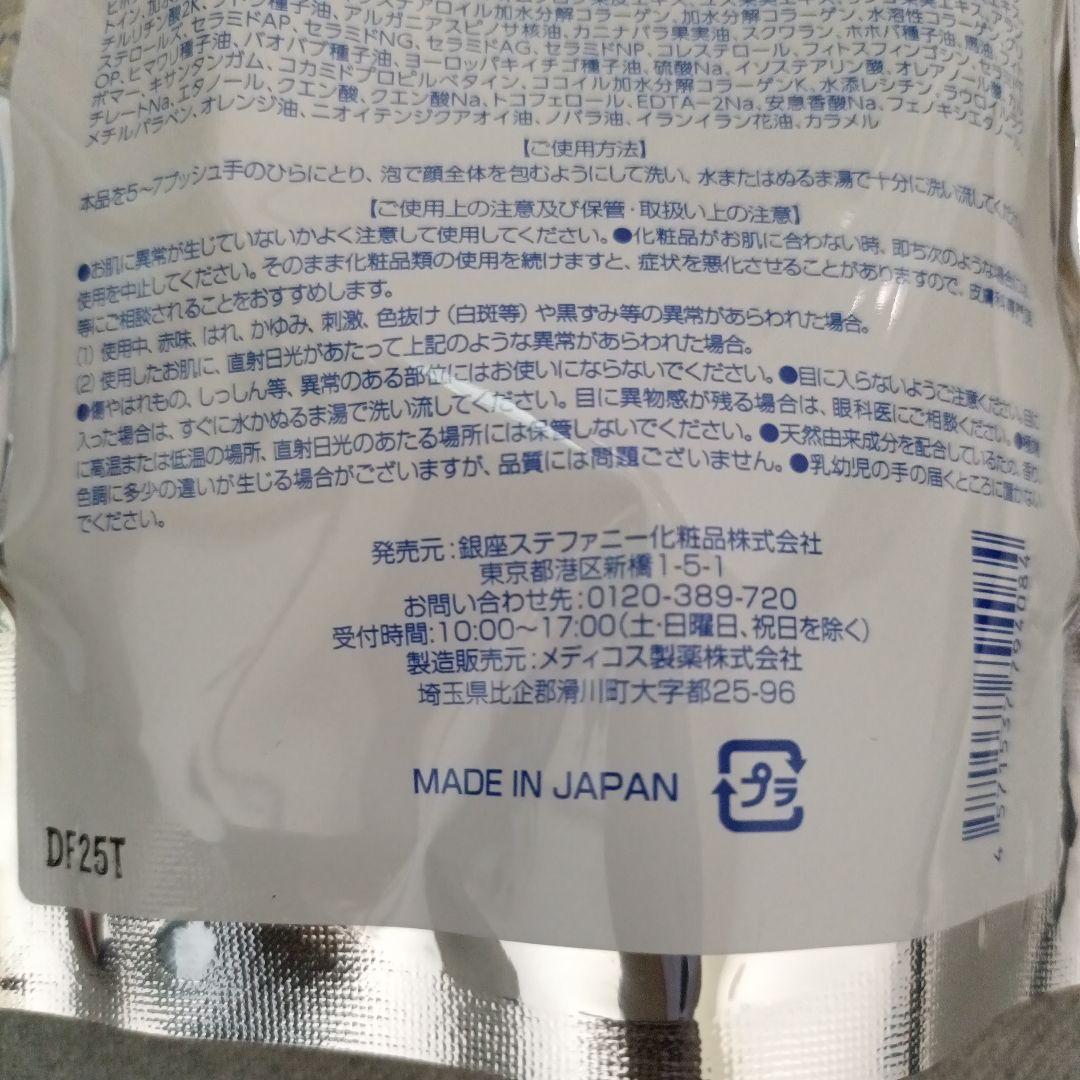 加水分解コラーゲン、加水分解コラーゲン、水溶性コラーゲン
チルリチン酸2K、種子油、アルガニアスピノサ核油、カニナバラ果実油、スクワラン、ホホバ種子油、馬油
ステロールズ、セラミドAP、セラミドNG、セラミドAG、セラミドNP、コレステロール、フィトスフィンゴシン
OP、ヒマワリ種子油、バオバブ種子油、ヨーロッパキイチゴ種子油、硫酸Na、イソステアリン酸、オレアノール酸
ポマー、キサンタンガム、コカミドプロピルベタイン、ココイル加水分解コラーゲンK、水添レシチン、ラウロイル
チレートNa、エタノール、クエン酸、クエン酸Na、トコフェロール、EDTA-2Na、安息香酸Na、フェノキシエタノール
メチルパラベン、オレンジ油、ニオイテンジクアオイ油、ノバラ油、イランイラン花油、カラメル
【ご使用方法】
本品を5~7プッシュ手のひらにとり、泡で顔全体を包むようにして洗い、水またはぬるま湯で十分に洗い流してください
【ご使用上の注意及び保管・取扱い上の注意】
●お肌に異常が生じていないかよく注意して使用してください。●化粧品がお肌に合わない時、即ち次のような場合には、
使用を中止してください。そのまま化粧品類の使用を続けますと、症状を悪化させることがありますので、皮膚科専門医
等にご相談されることをおすすめします。
(1) 使用中、赤味、はれ、かゆみ、刺激、色抜け(白斑等)や黒ずみ等の異常があらわれた場合。
(2) 使用したお肌に、直射日光があたって上記のような異常があらわれた場合。
●傷やはれもの、しっしん等、異常のある部位にはお使いにならないでください。●目に入らないようご注意ください。目に
入った場合は、すぐに水かぬるま湯で洗い流してください。目に異物感が残る場合は、眼科医にご相談ください。●極端
に高温または低温の場所、直射日光のあたる場所には保管しないでください。●天然由来成分を配合しているため、香り
色調に多少の違いが生じる場合がございますが、品質には問題ございません。●乳幼児の手の届くところに置かない
でください。
発売元:銀座ステファニー化粧品株式会社
東京都港区新橋1-5-1
お問い合わせ先:0120-389-720
受付時間:10:00~17:00(土・日曜日、祝日を除く)
製造販売元:メディコス製薬株式会社
埼玉県比企郡滑川町大字都25-96
MADE IN JAPAN
プラ
DF25T